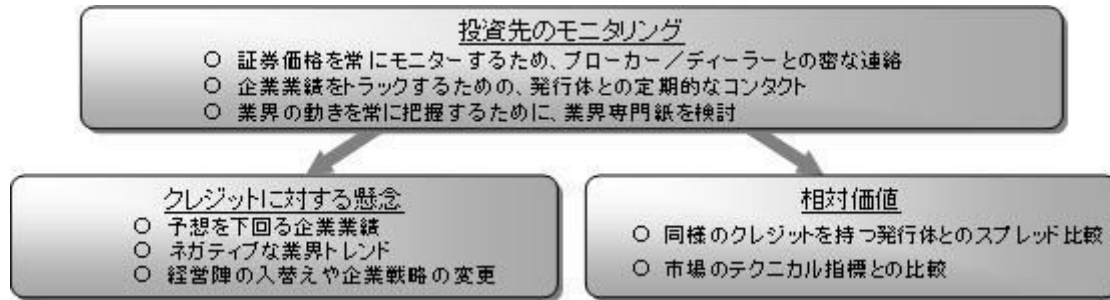 投資先のモニタリング
○ 証券価格を常にモニターするため、ブローカー／ディーラーとの密な連絡
○ 企業業績をトラックするための、発行体との定期的なコンタクト
○ 業界の動きを常に把握するために、業界専門紙を検討
クレジットに対する懸念
○ 予想を下回る企業業績
○ ネガティブな業界トレンド
○ 経営陣の入替えや企業戦略の変更
相対価値
○ 同様のクレジットを持つ発行体とのスプレッド比較
○ 市場のテクニカル指標との比較